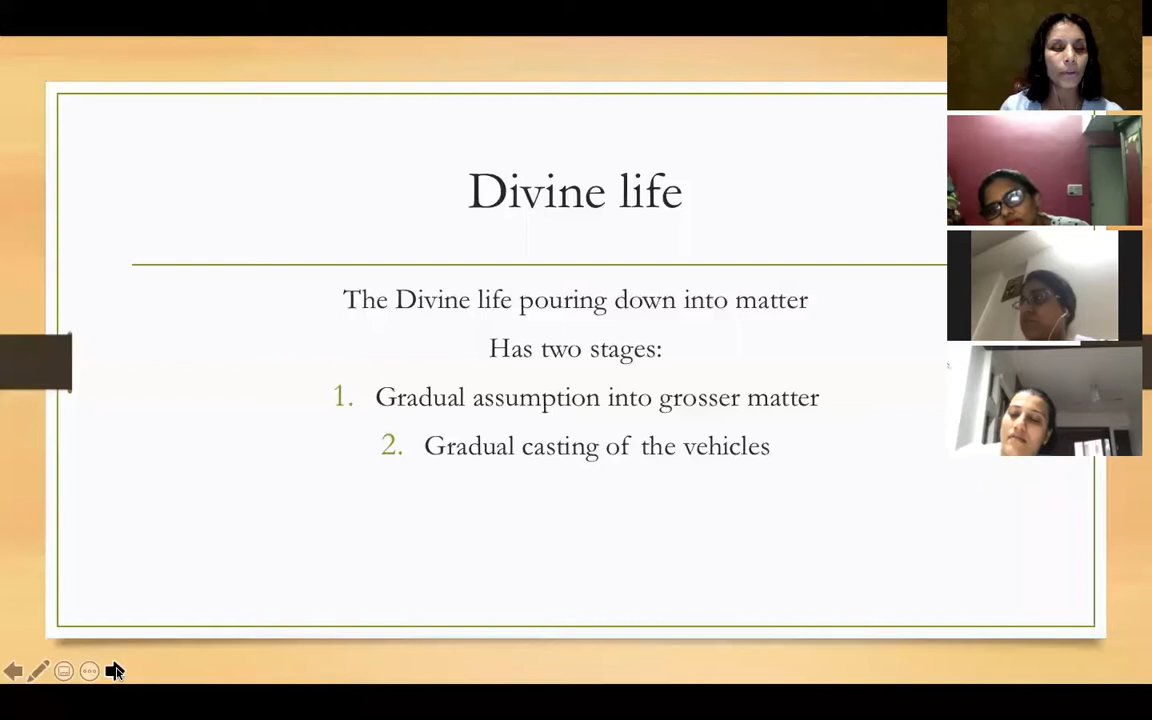 Divine life
The Divine life pouring down into matter
Has two stages:
1. Gradual assumption into grosser matter
2. Gradual casting of the vehicles